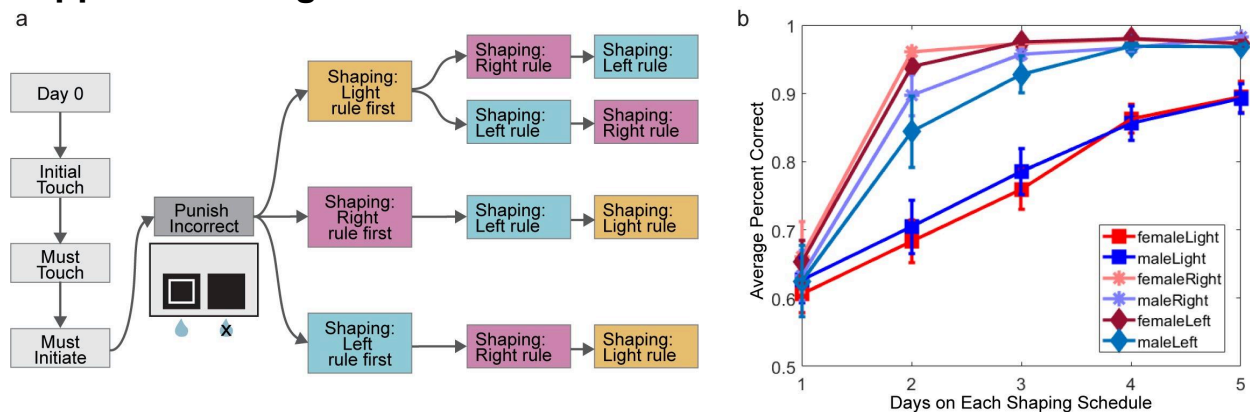 a
Day 0
Initial
Touch
Must
Touch
Must
Initiate
Punish
Incorrect
x
Shaping:
Light
rule first
Shaping:
Right rule
Shaping:
Left rule
Shaping:
Left rule
Shaping:
Right rule
Shaping:
Right
rule first
Shaping:
Left rule
Shaping:
Light rule
Shaping:
Left
rule first
Shaping:
Right rule
Shaping:
Light rule
b
Average Percent Correct
1
0.9
0.8
0.7
0.6
0.5
1 2 3 4 5
Days on Each Shaping Schedule
femaleLight
maleLight
femaleRight
maleRight
femaleLeft
maleLeft